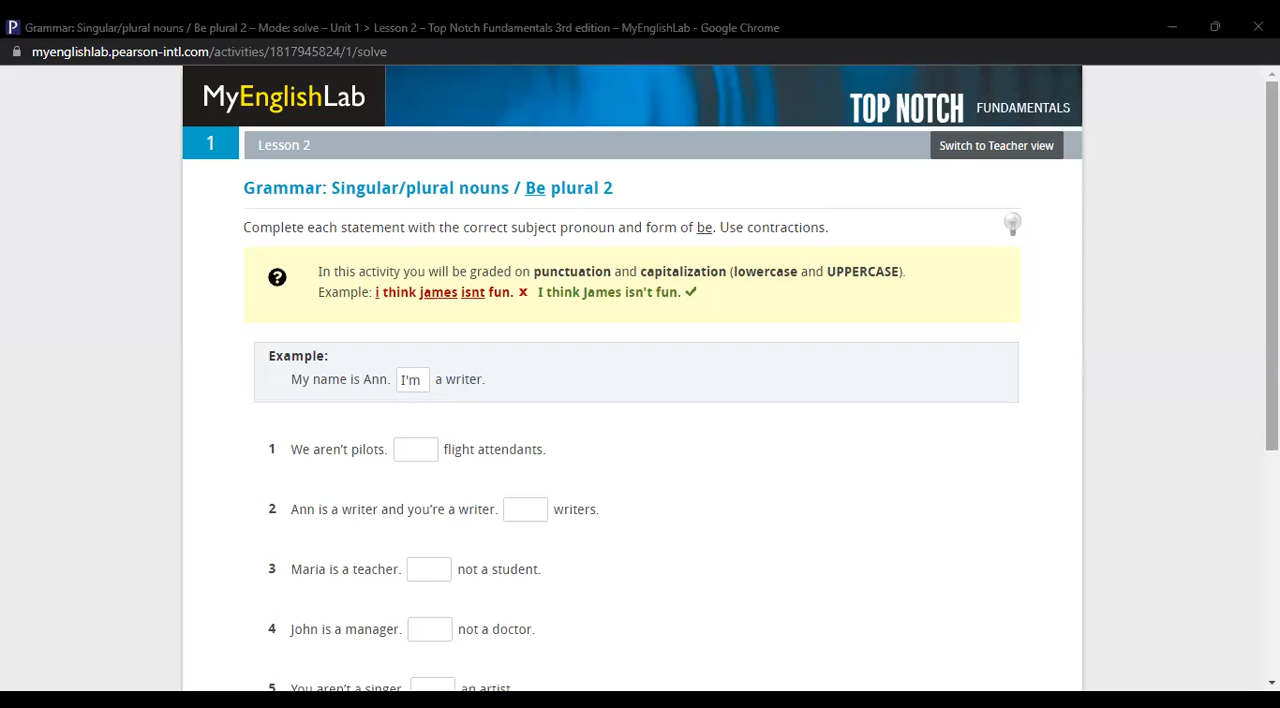 Grammar: Singular/plural nouns / Be plural 2 – Mode: solve – Unit 1 > Lesson 2 – Top Notch Fundamentals 3rd edition – MyEnglishLab - Google Chrome
myenglishlab.pearson-intl.com/activities/1817945824/1/solve
MyEnglishLab
TOP NOTCH FUNDAMENTALS
1 Lesson 2 Switch to Teacher view
Grammar: Singular/plural nouns / Be plural 2
Complete each statement with the correct subject pronoun and form of be. Use contractions.
In this activity you will be graded on punctuation and capitalization (lowercase and UPPERCASE).
Example: i think james isnt fun. x I think James isn't fun. ✓
Example:
My name is Ann. I'm a writer.
1 We aren't pilots. flight attendants.
2 Ann is a writer and you're a writer. writers.
3 Maria is a teacher. not a student.
4 John is a manager. not a doctor.
5 You aren't a singer. an artist.